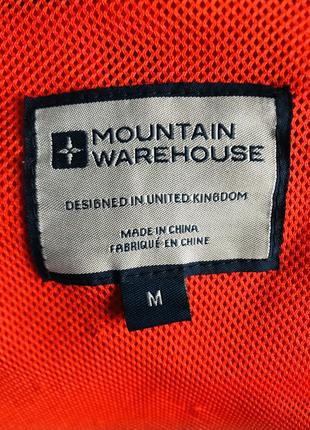 MOUNTAIN
WAREHOUSE
DESIGNED IN UNITED KINGDOM
MADE IN CHINA
FABRIQUÉ EN CHINE
M